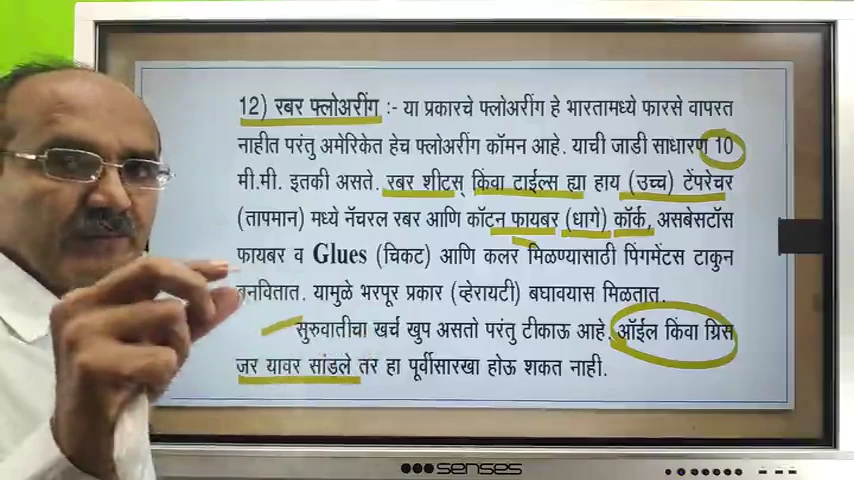 12) रबर फ्लोअरींग :- या प्रकारचे फ्लोअरींग हे भारतामध्ये फारसे वापरत
नाहीत परंतु अमेरिकेत हेच फ्लोअरींग कॉमन आहे. याची जाडी साधारण 10
मी.मी. इतकी असते. रबर शीटस् किंवा टाईल्स ह्या हाय (उच्च) टेंपरेचर
(तापमान) मध्ये नॅचरल रबर आणि कॉटन फायबर (धागे) कॉर्क, असबेसटॉस
फायबर व Glues (चिकट) आणि कलर मिळण्यासाठी पिंगमेंटस टाकुन
बनवितात. यामुळे भरपूर प्रकार (व्हेरायटी) बघावयास मिळतात.
सुरुवातीचा खर्च खुप असतो परंतु टीकाऊ आहे. ऑईल किंवा ग्रिस
जर यावर सांडले तर हा पूर्वीसारखा होऊ शकत नाही.
senses